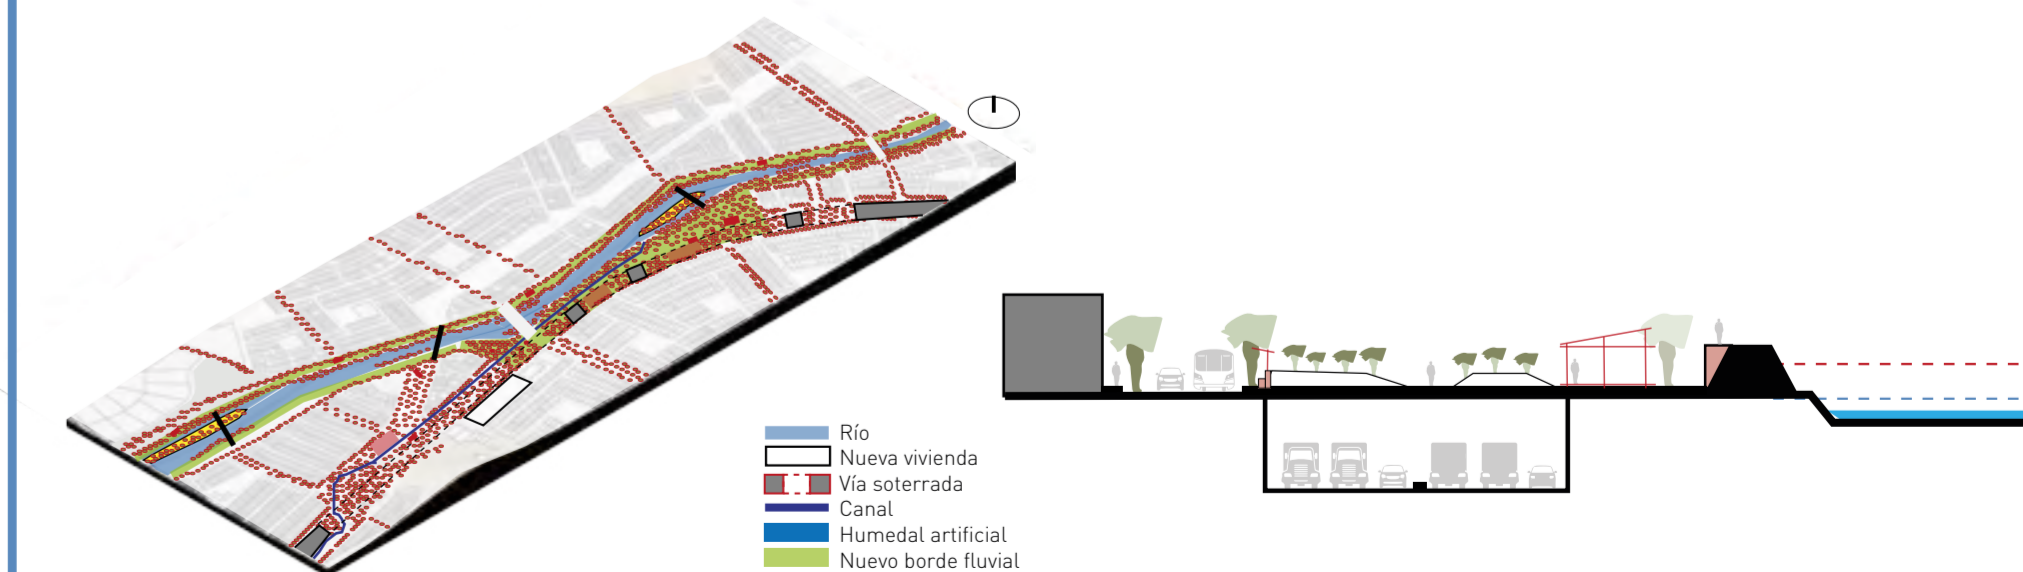 Río
Nueva vivienda
Vía soterrada
Canal
Humedal artificial
Nuevo borde fluvial